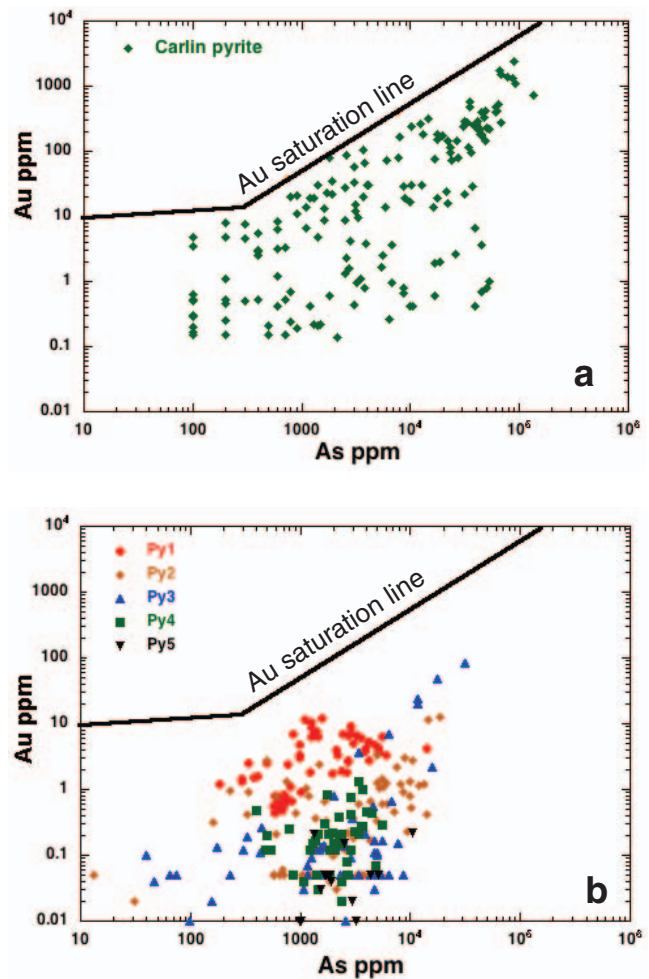 10⁴
Carlin pyrite
1000
Au saturation line
100
Au ppm
10
1
0.1
a
0.01
10 100 1000 10⁴ 10⁵ 10⁶
As ppm
10⁴
Py1
Py2
1000
Py3
Py4
Au saturation line
Py5
100
Au ppm
10
1
0.1
b
0.01
10 100 1000 10⁴ 10⁵ 10⁶
As ppm